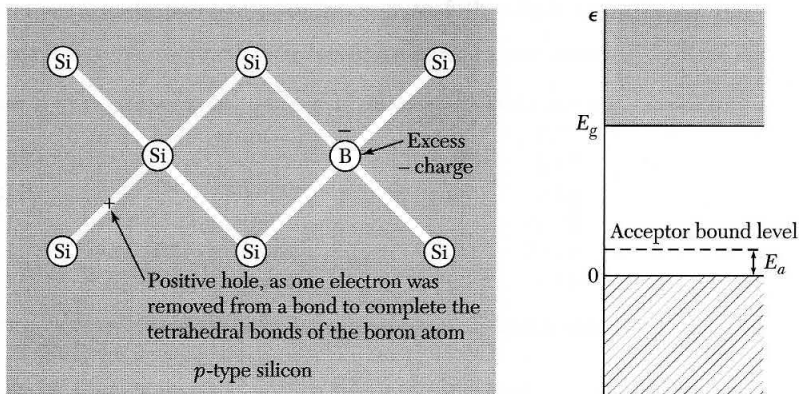 Si
Si
Si
Si
B
–
Excess
– charge
+
Si
Si
Si
Positive hole, as one electron was
removed from a bond to complete the
tetrahedral bonds of the boron atom
p-type silicon
ϵ
E_g
Acceptor bound level
E_a
0